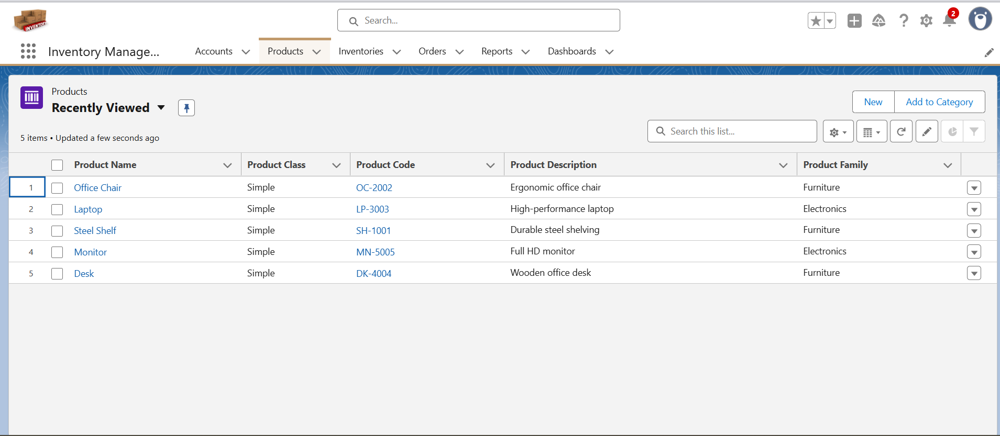 INVENTORY
Search...
2
Inventory Manage...
Accounts
Products
Inventories
Orders
Reports
Dashboards
Products
Recently Viewed
New
Add to Category
5 items • Updated a few seconds ago
Search this list...
Product Name Product Class Product Code Product Description Product Family
1 Office Chair Simple OC-2002 Ergonomic office chair Furniture
2 Laptop Simple LP-3003 High-performance laptop Electronics
3 Steel Shelf Simple SH-1001 Durable steel shelving Furniture
4 Monitor Simple MN-5005 Full HD monitor Electronics
5 Desk Simple DK-4004 Wooden office desk Furniture